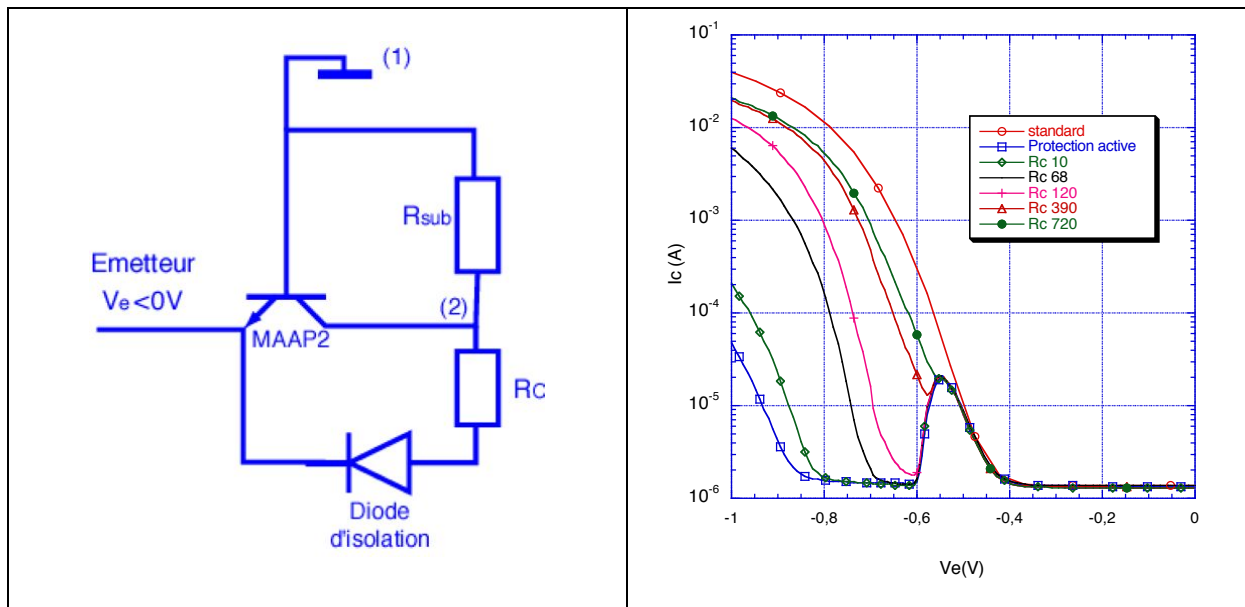 (1)
Rsub
Emetteur
Ve<0V
(2)
MAAP2
RC
Diode
d'isolation
10-1
10-2
10-3
10-4
10-5
10-6
Ic (A)
standard
Protection active
Rc 10
Rc 68
Rc 120
Rc 390
Rc 720
-1 -0,8 -0,6 -0,4 -0,2 0
Ve(V)